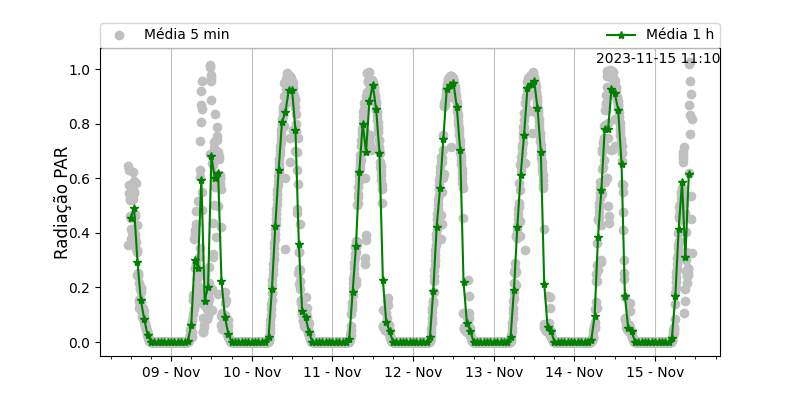 Média 5 min
Média 1 h
2023-11-15 11:10
Radiação PAR
1.0
0.8
0.6
0.4
0.2
0.0
09 - Nov
10 - Nov
11 - Nov
12 - Nov
13 - Nov
14 - Nov
15 - Nov